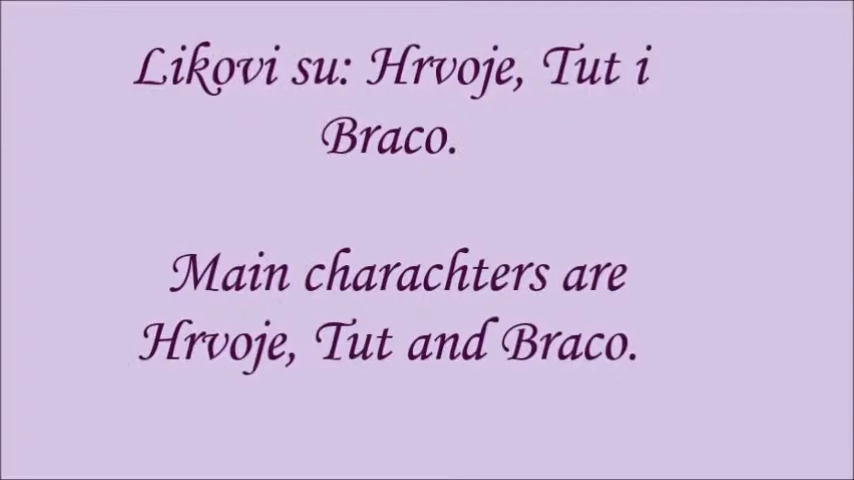 Likovi su: Hrvoje, Tut i
Braco.
Main charachters are
Hrvoje, Tut and Braco.